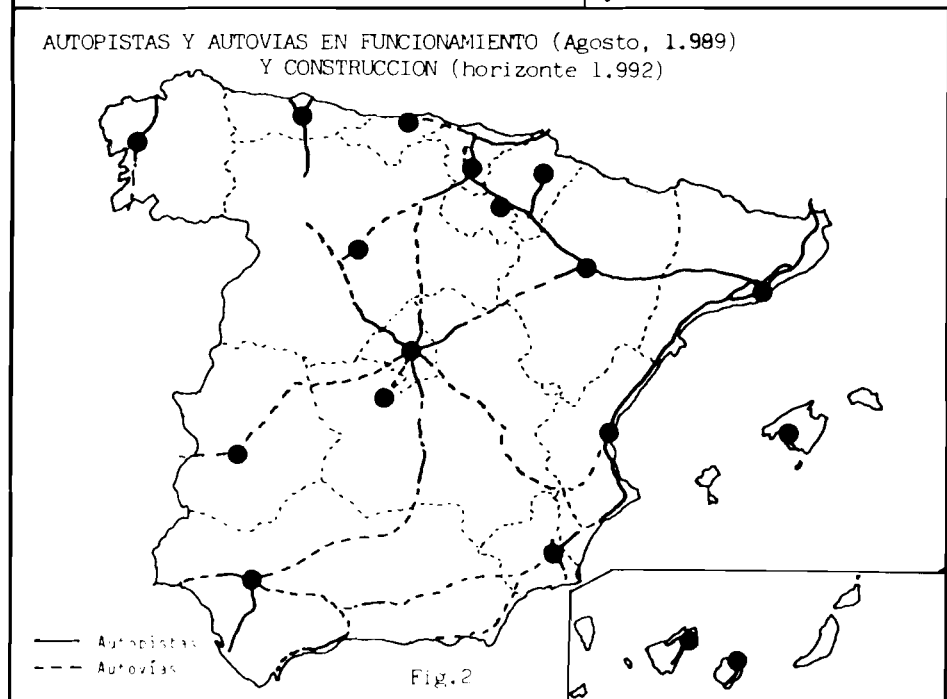 AUTOPISTAS Y AUTOVIAS EN FUNCIONAMIENTO (Agosto, 1.989)
Y CONSTRUCCION (horizonte 1.992)
Autopistas
Autovías
Fig.2